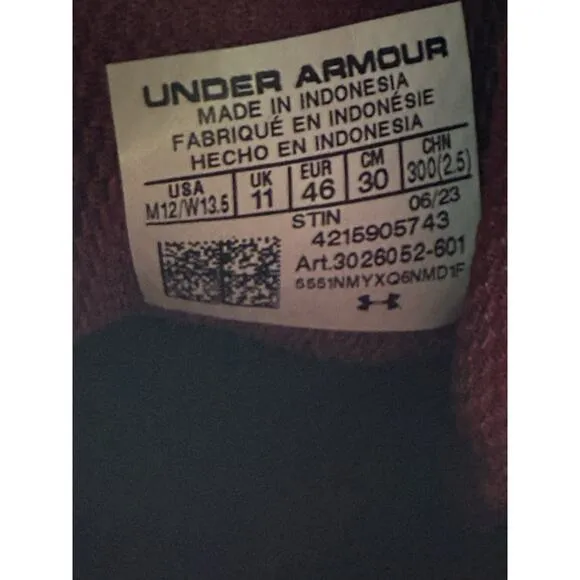 UNDER ARMOUR
MADE IN INDONESIA
FABRIQUÉ EN INDONÉSIE
HECHO EN INDONESIA
USA UK EUR CM CHN
M12/W13.5 11 46 30 300(2.5)
STIN 06/23
4215905743
Art.3026052-601
5551NMYXQ6NMD1F